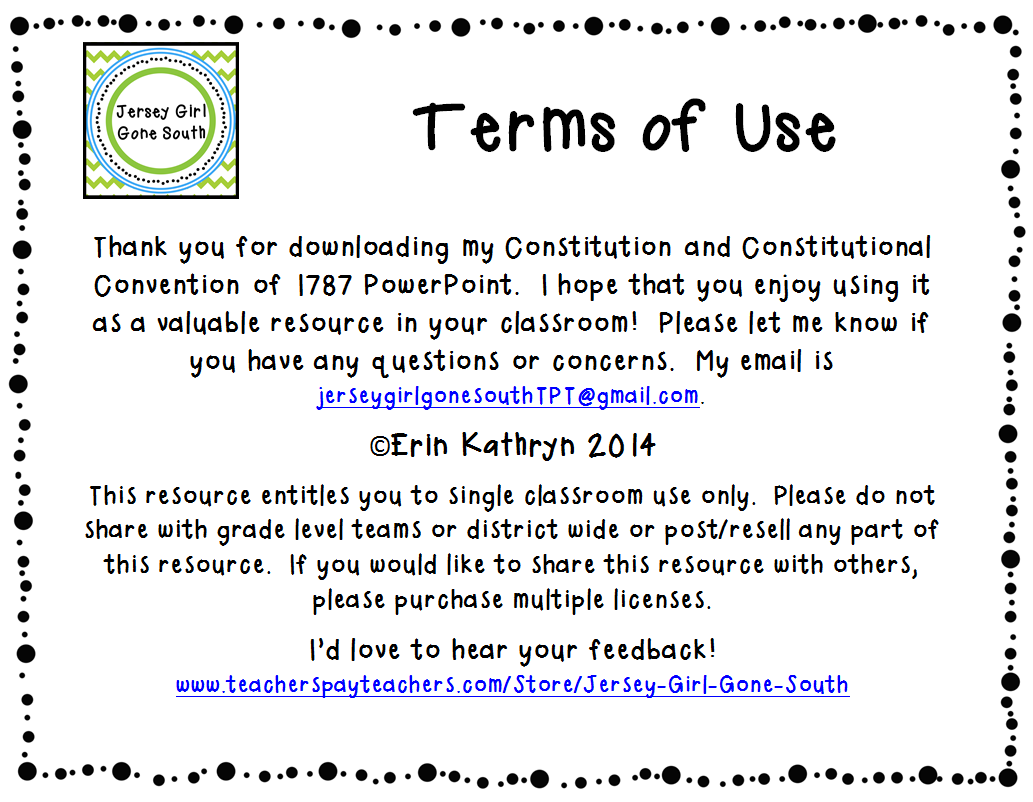 Jersey Girl
Gone South
Terms of Use
Thank you for downloading my Constitution and Constitutional
Convention of 1787 PowerPoint. I hope that you enjoy using it
as a valuable resource in your classroom! Please let me know if
you have any questions or concerns. My email is
jerseygirlgonesouthTPT@gmail.com.
©Erin Kathryn 2014
This resource entitles you to single classroom use only. Please do not
share with grade level teams or district wide or post/resell any part of
this resource. If you would like to share this resource with others,
please purchase multiple licenses.
I'd love to hear your feedback!
www.teacherspayteachers.com/Store/Jersey-Girl-Gone-South